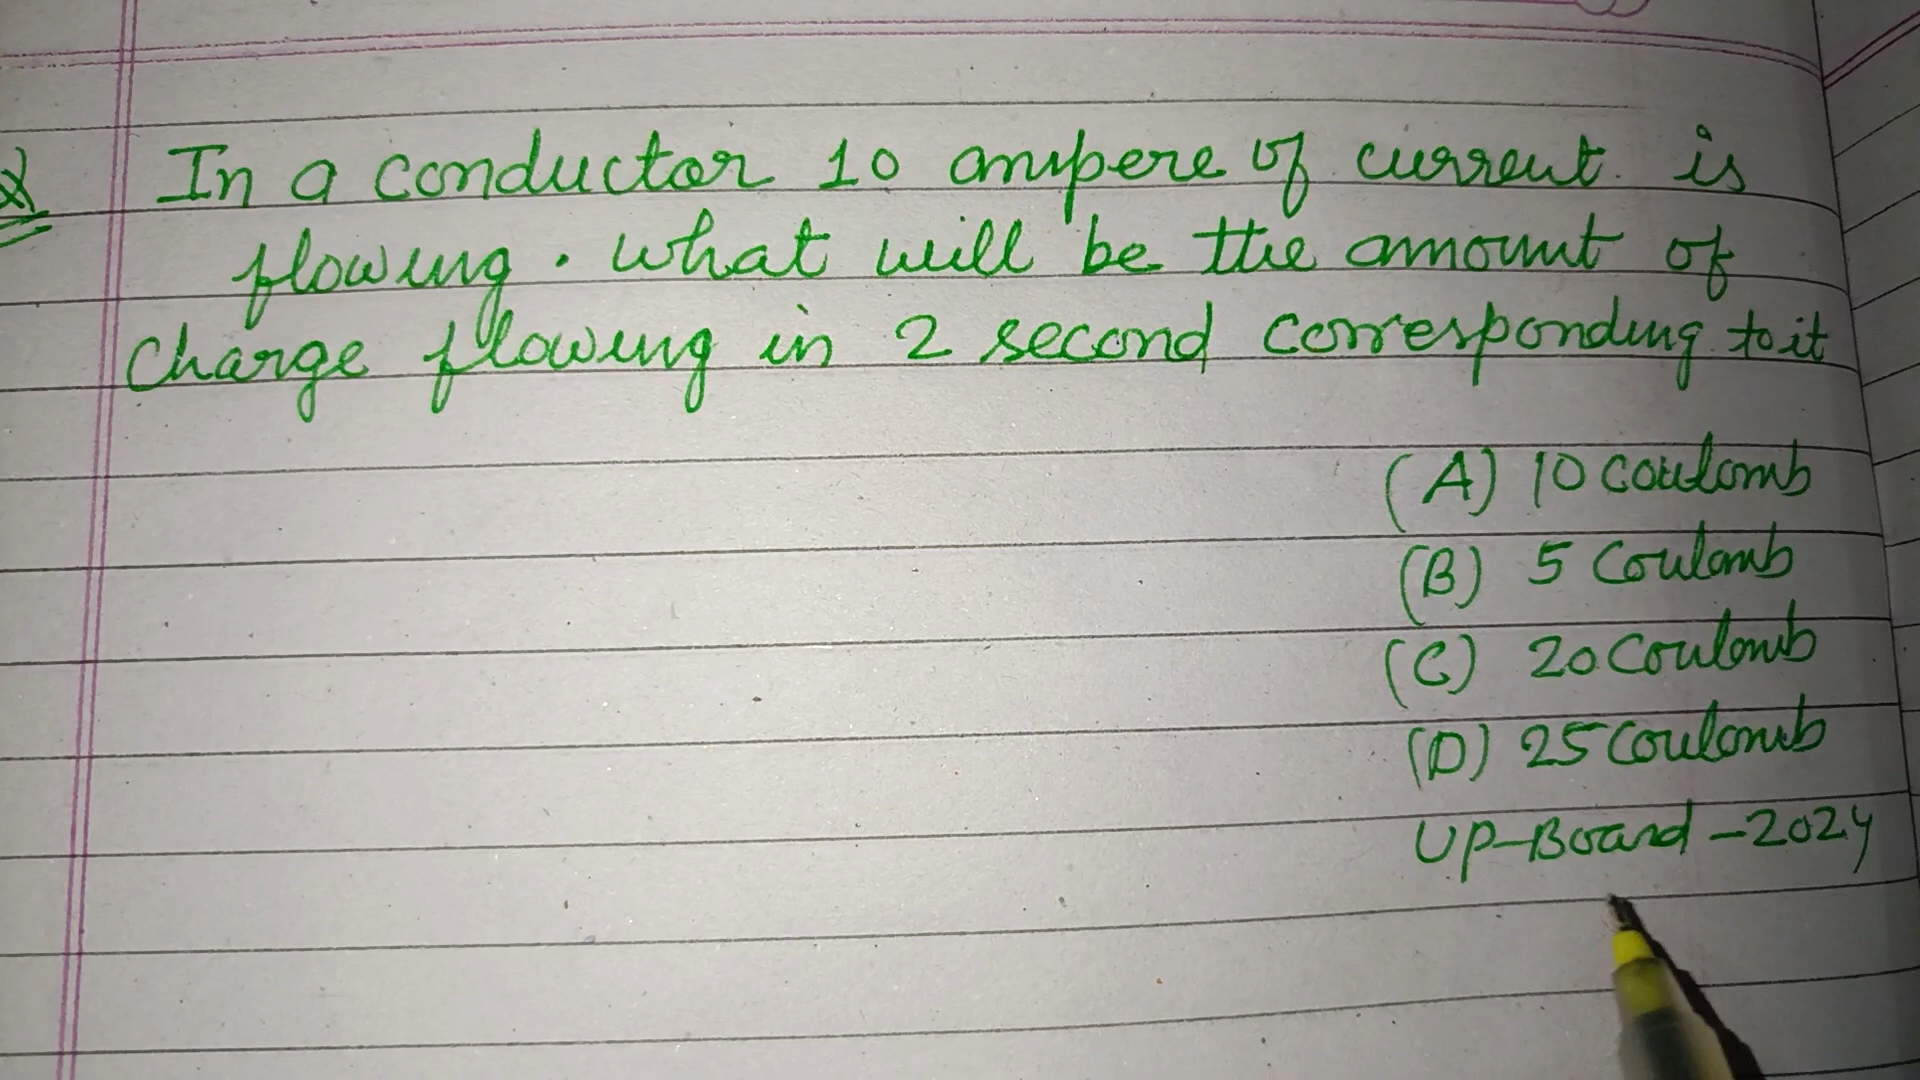 Q In a conductor 10 ampere of current is
flowing. what will be the amount of
Charge flowing in 2 second corresponding to it
(A) 10 coulomb
(B) 5 Coulomb
(C) 20 Coulomb
(D) 25 Coulomb
UP-Board-2024